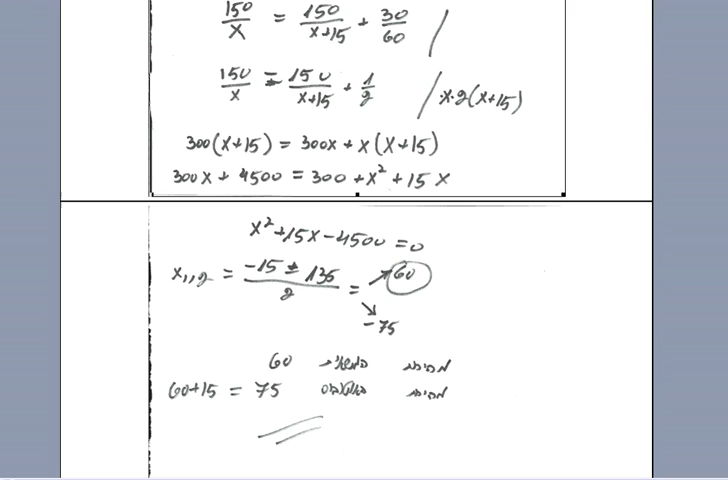 150/x = 150/(x+15) + 30/60 /
150/x = 150/(x+15) + 1/2 / ·x·2(x+15)
300(x+15) = 300x + x(x+15)
300x + 4500 = 300 + x² + 15x
x² + 15x - 4500 = 0
x₁,₂ = (-15 ± 135)/2 = ↗ 60
↘ -75
60
60+15 = 75